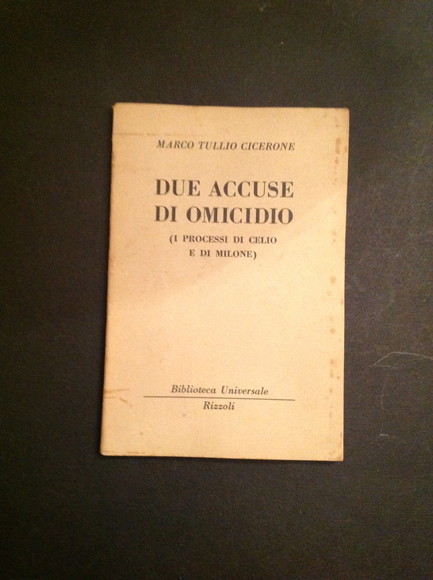 MARCO TULLIO CICERONE
DUE ACCUSE
DI OMICIDIO
(I PROCESSI DI CELIO
E DI MILONE)
Biblioteca Universale
Rizzoli